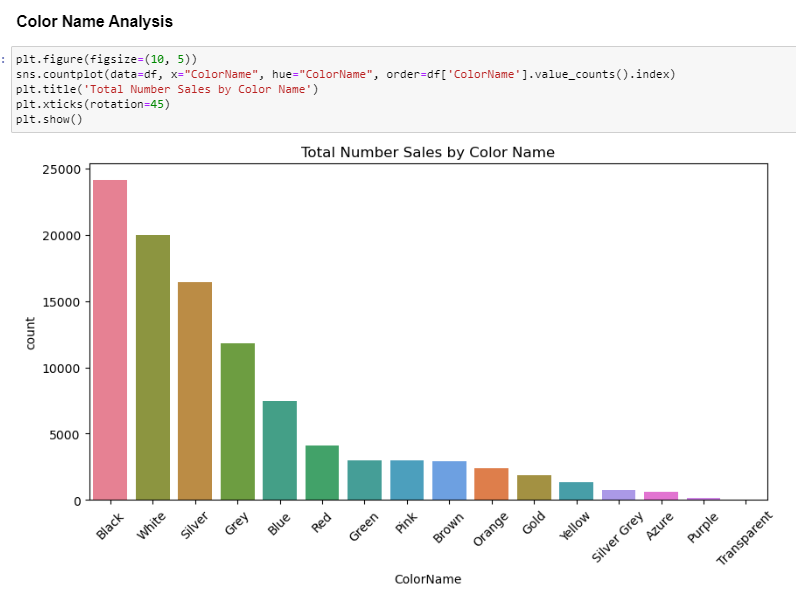 Color Name Analysis
:
plt.figure(figsize=(10, 5))
sns.countplot(data=df, x="ColorName", hue="ColorName", order=df['ColorName'].value_counts().index)
plt.title('Total Number Sales by Color Name')
plt.xticks(rotation=45)
plt.show()
Total Number Sales by Color Name
25000
20000
15000
10000
5000
0
count
Black
White
Silver
Grey
Blue
Red
Green
Pink
Brown
Orange
Gold
Yellow
Silver Grey
Azure
Purple
Transparent
ColorName